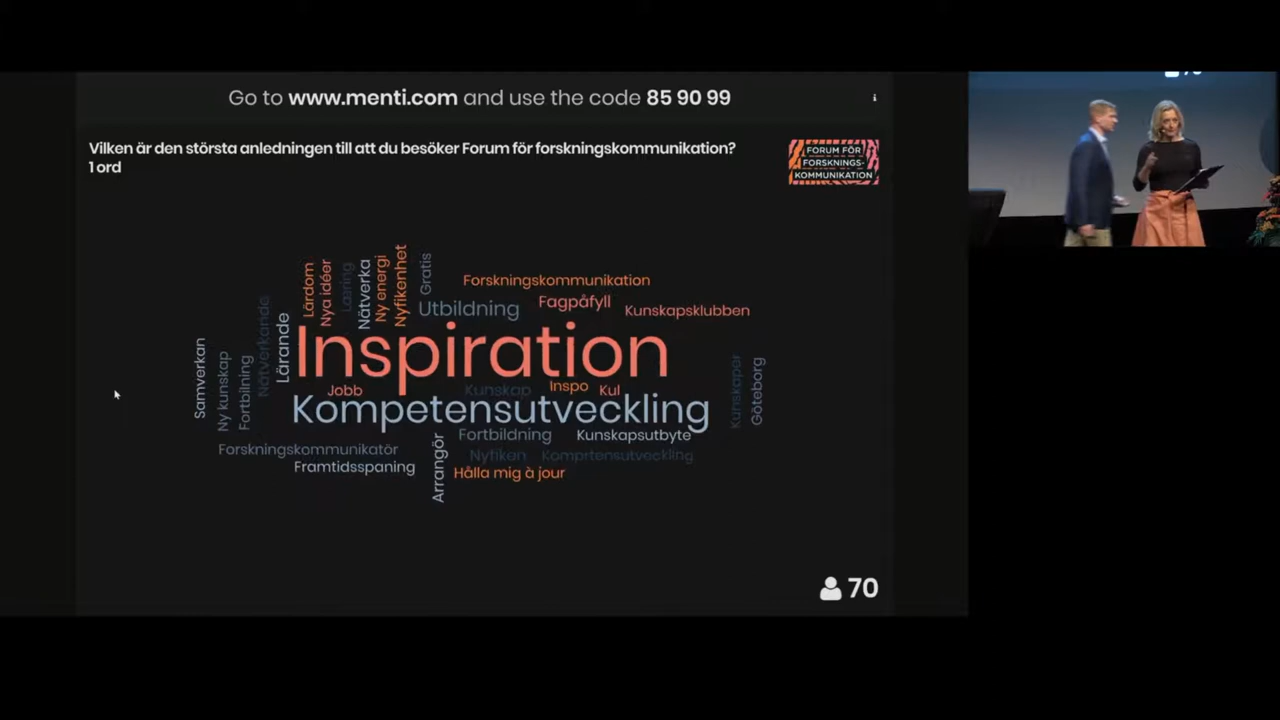 Go to www.menti.com and use the code 85 90 99
Vilken är den största anledningen till att du besöker Forum för forskningskommunikation?
1 ord
FORUM FÖR
FORSKNINGS-
KOMMUNIKATION
Lärdom
Nya idéer
Læring
Nätverka
Ny energi
Nyfikenhet
Gratis
Forskningskommunikation
Utbildning
Fagpåfyll
Kunskapsklubben
Samverkan
Ny kunskap
Fortbilning
Nätverkande
Lärande
Inspiration
Jobb
Kunskap
Inspo
Kul
Kunskaper
Göteborg
Kompetensutveckling
Forskningskommunikatör
Framtidsspaning
Arrangör
Fortbildning
Kunskapsutbyte
Nyfiken
Komprtensutveckling
Hålla mig à jour
70